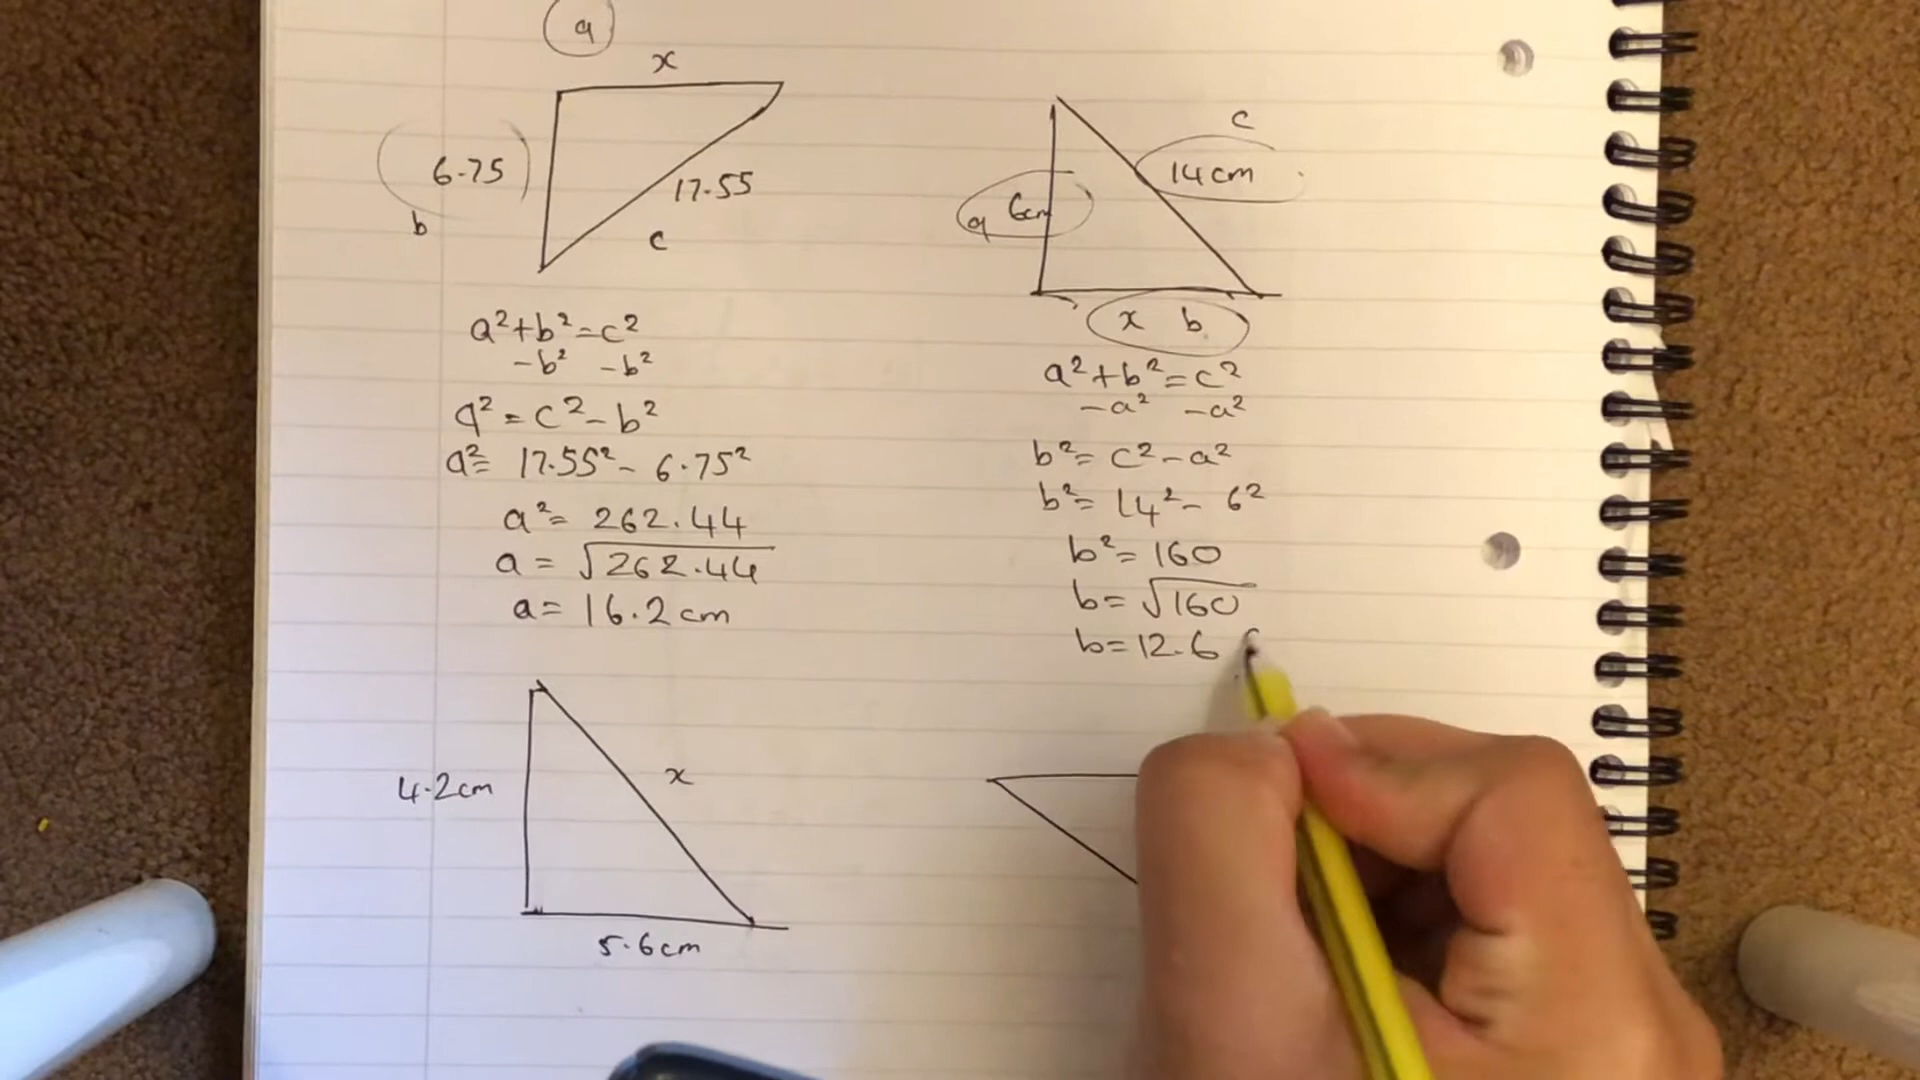 a
x
6.75
17.55
b
c
a²+b²=c²
-b² -b²
a²=c²-b²
a²= 17.55²- 6.75²
a²= 262.44
a= √262.44
a= 16.2cm
c
14cm
a 6cm
x b
a²+b²=c²
-a² -a²
b²= c²-a²
b²= 14²- 6²
b²= 160
b= √160
b=12.6 c
4.2cm
x
5.6cm